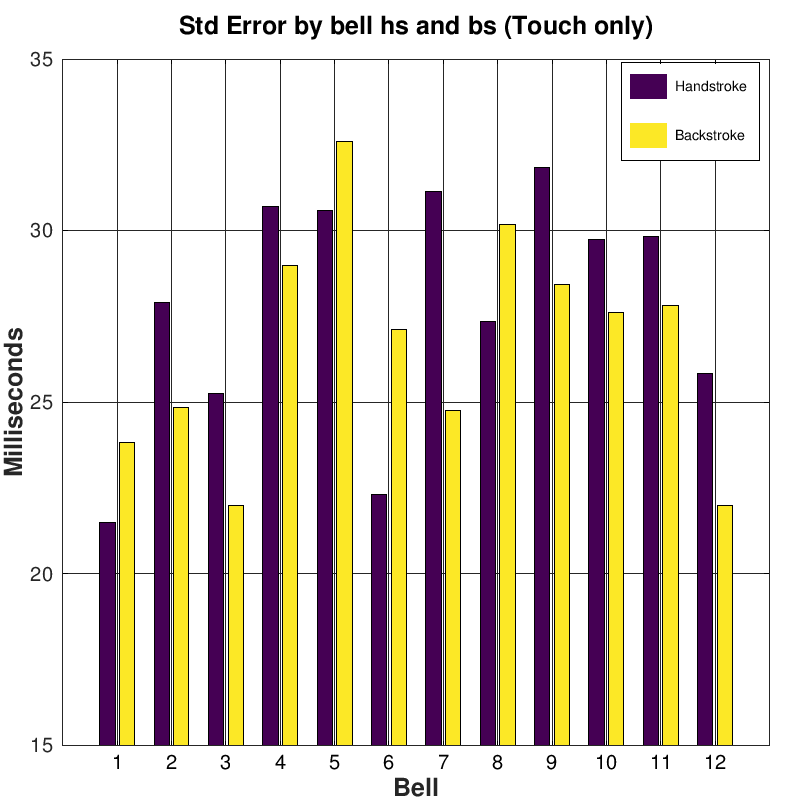 Std Error by bell hs and bs (Touch only)
Handstroke
Backstroke
Milliseconds
35
30
25
20
15
1 2 3 4 5 6 7 8 9 10 11 12
Bell